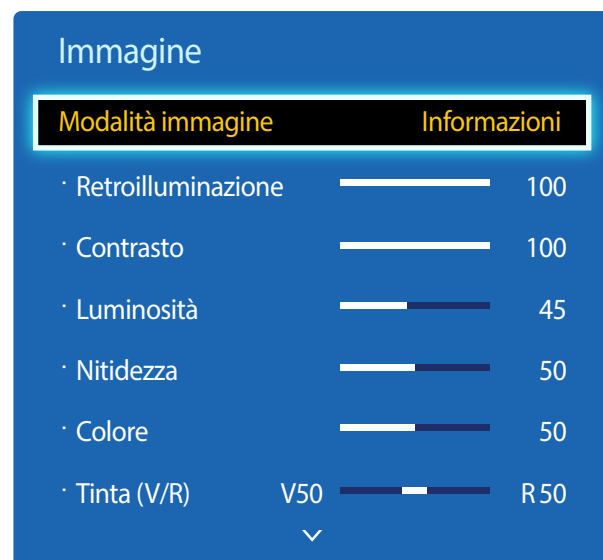 Immagine
Modalità immagine Informazioni
· Retroilluminazione 100
· Contrasto 100
· Luminosità 45
· Nitidezza 50
· Colore 50
· Tinta (V/R) V50 R50